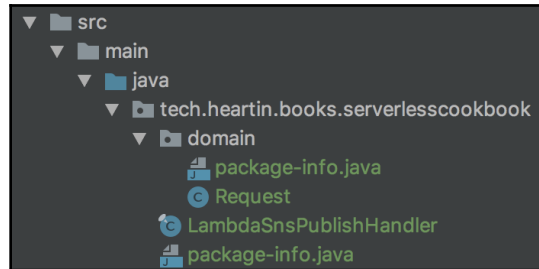 src
main
java
tech.heartin.books.serverlesscookbook
domain
package-info.java
Request
LambdaSnsPublishHandler
package-info.java